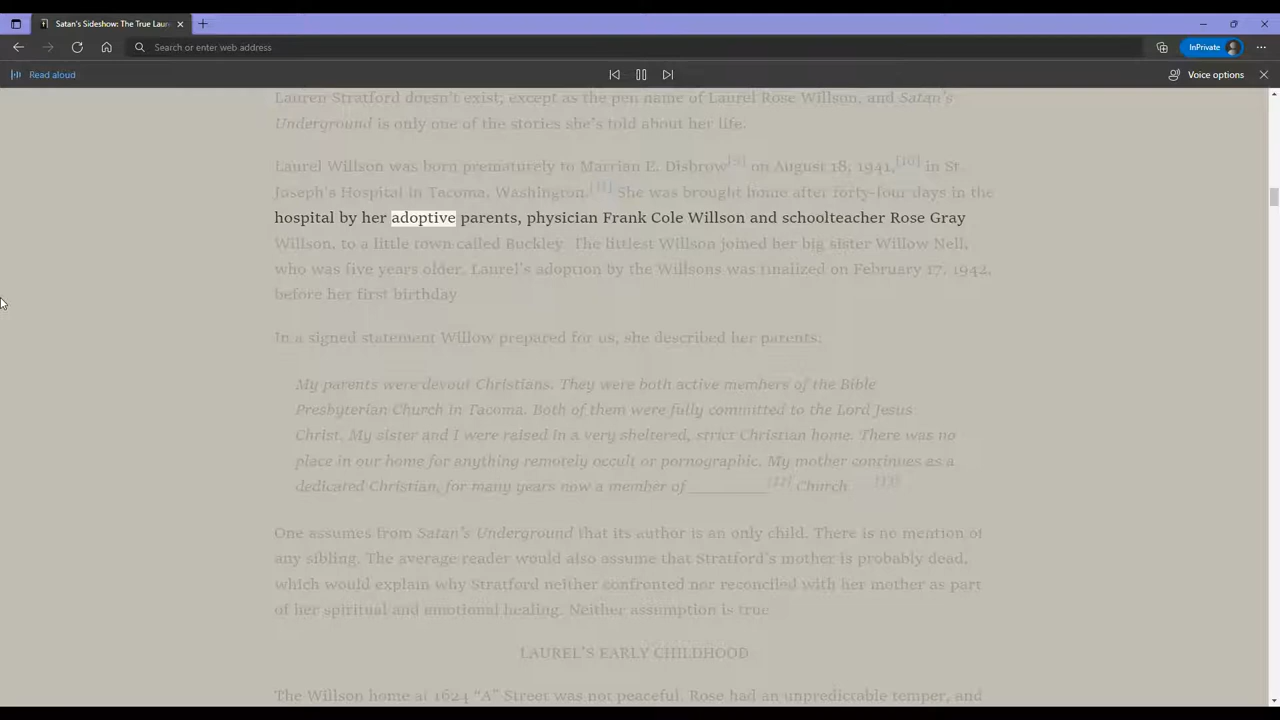 Satan's Sideshow: The True Laur
Search or enter web address
InPrivate
Read aloud
Voice options
Lauren Stratford doesn't exist, except as the pen name of Laurel Rose Willson, and Satan's
Underground is only one of the stories she's told about her life.
Laurel Willson was born prematurely to Marrian E. Disbrow[9] on August 18, 1941,[10] in St.
Joseph's Hospital in Tacoma, Washington.[11] She was brought home after forty-four days in the
hospital by her adoptive parents, physician Frank Cole Willson and schoolteacher Rose Gray
Willson, to a little town called Buckley. The littlest Willson joined her big sister Willow Nell,
who was five years older. Laurel's adoption by the Willsons was finalized on February 17, 1942,
before her first birthday
In a signed statement Willow prepared for us, she described her parents:
My parents were devout Christians. They were both active members of the Bible
Presbyterian Church in Tacoma. Both of them were fully committed to the Lord Jesus
Christ. My sister and I were raised in a very sheltered, strict Christian home. There was no
place in our home for anything remotely occult or pornographic. My mother continues as a
dedicated Christian, for many years now a member of _________[12] Church. [13]
One assumes from Satan's Underground that its author is an only child. There is no mention of
any sibling. The average reader would also assume that Stratford's mother is probably dead,
which would explain why Stratford neither confronted nor reconciled with her mother as part
of her spiritual and emotional healing. Neither assumption is true
LAUREL'S EARLY CHILDHOOD
The Willson home at 1624 “A” Street was not peaceful. Rose had an unpredictable temper, and